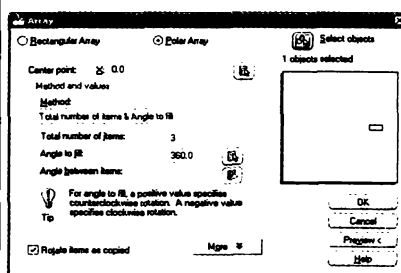 Array
Rectangular Array
Polar Array
Select objects
1 objects selected
Center point: X: 0.0
Method and values
Method:
Total number of items & Angle to fill
Total number of items: 3
Angle to fill: 360.0
Angle between items:
For angle to fill, a positive value specifies
counterclockwise rotation. A negative value
specifies clockwise rotation.
Tip
Rotate items as copied
More
OK
Cancel
Preview <
Help